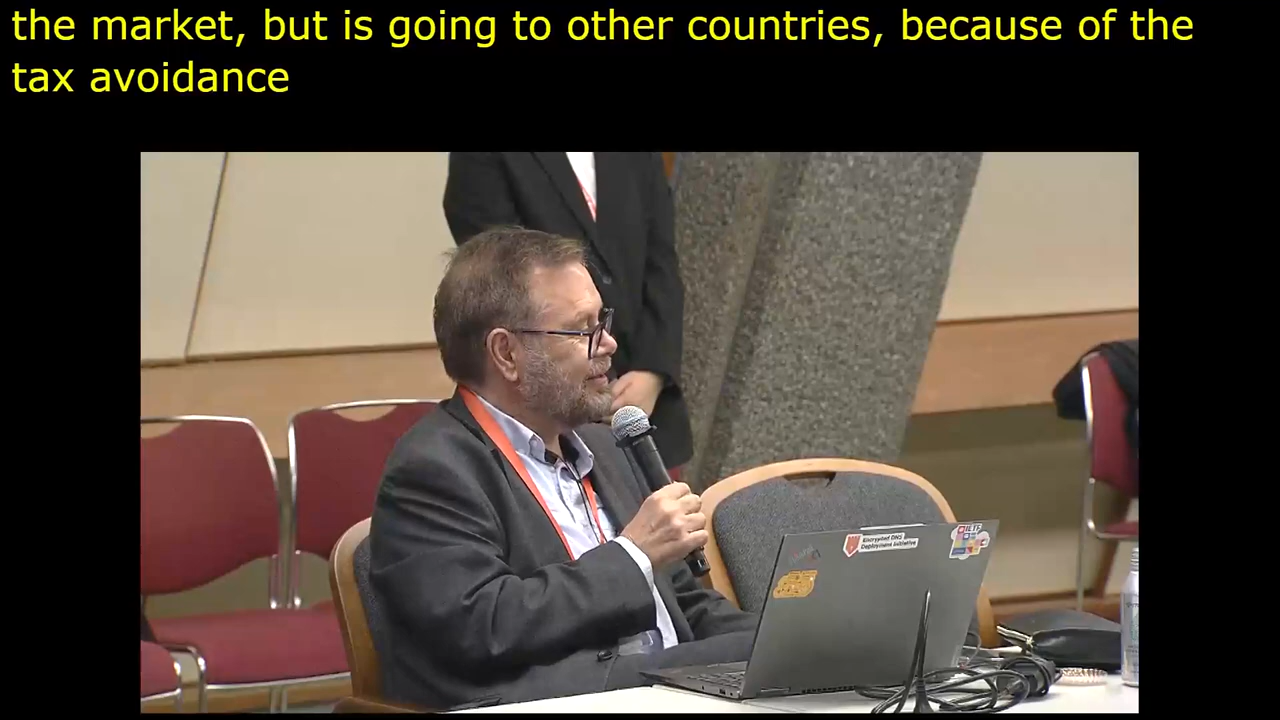 the market, but is going to other countries, because of the
tax avoidance
Encrypted DNS
Deployment Initiative
IETF